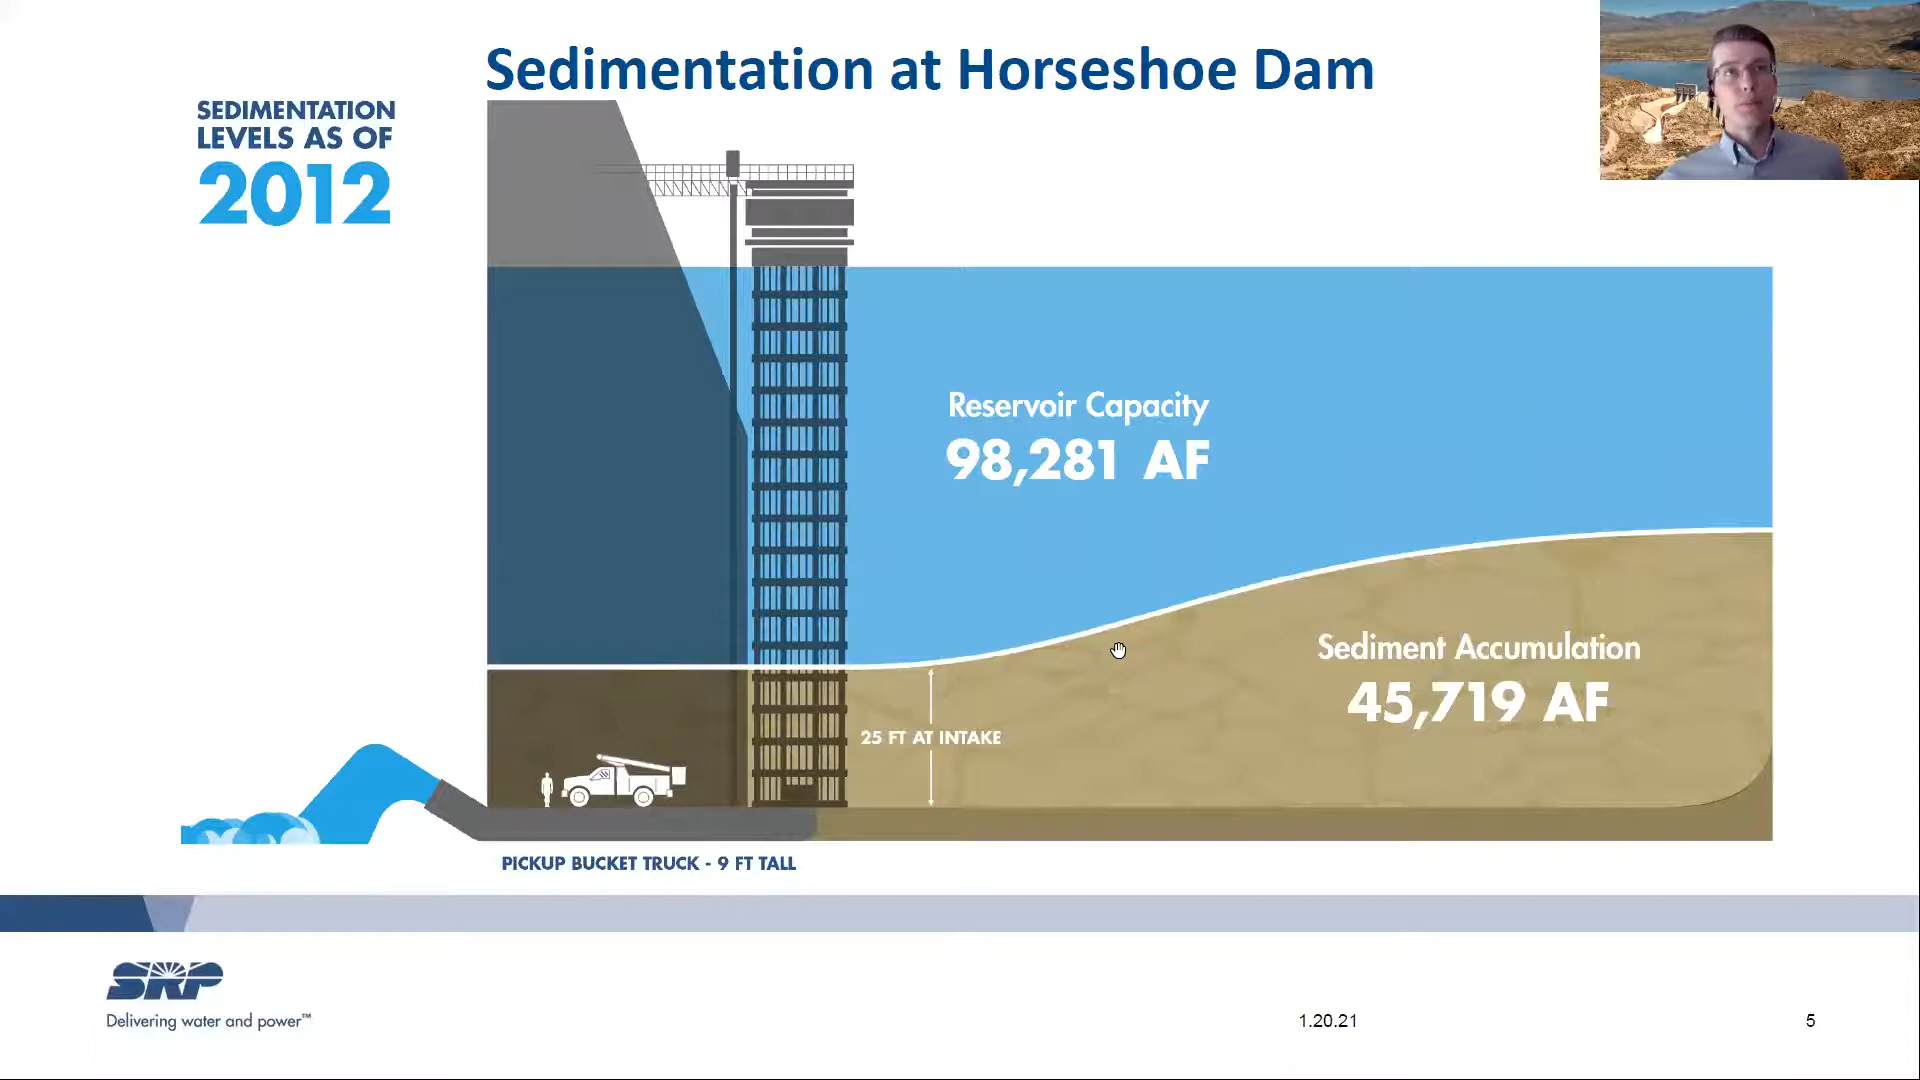 Sedimentation at Horseshoe Dam
SEDIMENTATION
LEVELS AS OF
2012
Reservoir Capacity
98,281 AF
Sediment Accumulation
45,719 AF
25 FT AT INTAKE
PICKUP BUCKET TRUCK - 9 FT TALL
SRP
Delivering water and power™
1.20.21
5